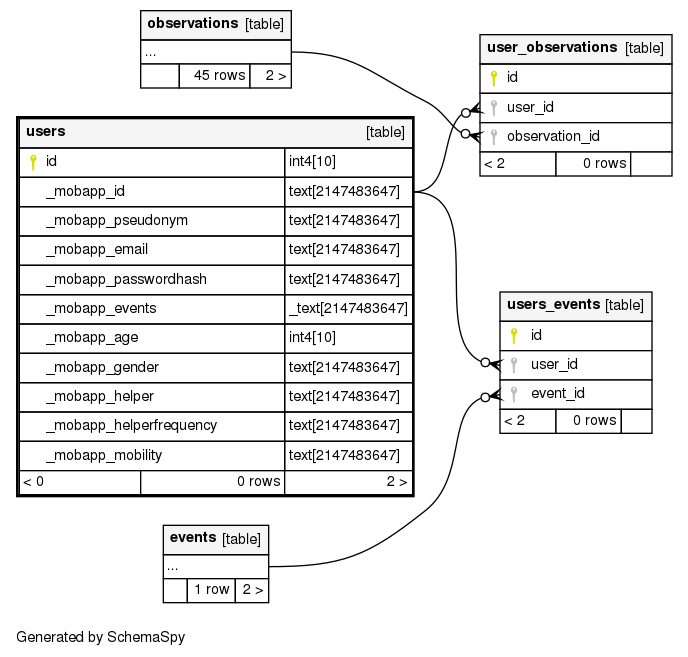 observations [table]
...
45 rows 2 >
user_observations [table]
id
user_id
observation_id
< 2 0 rows
users [table]
id int4[10]
_mobapp_id text[2147483647]
_mobapp_pseudonym text[2147483647]
_mobapp_email text[2147483647]
_mobapp_passwordhash text[2147483647]
_mobapp_events _text[2147483647]
_mobapp_age int4[10]
_mobapp_gender text[2147483647]
_mobapp_helper text[2147483647]
_mobapp_helperfrequency text[2147483647]
_mobapp_mobility text[2147483647]
< 0 0 rows 2 >
users_events [table]
id
user_id
event_id
< 2 0 rows
events [table]
...
1 row 2 >
Generated by SchemaSpy